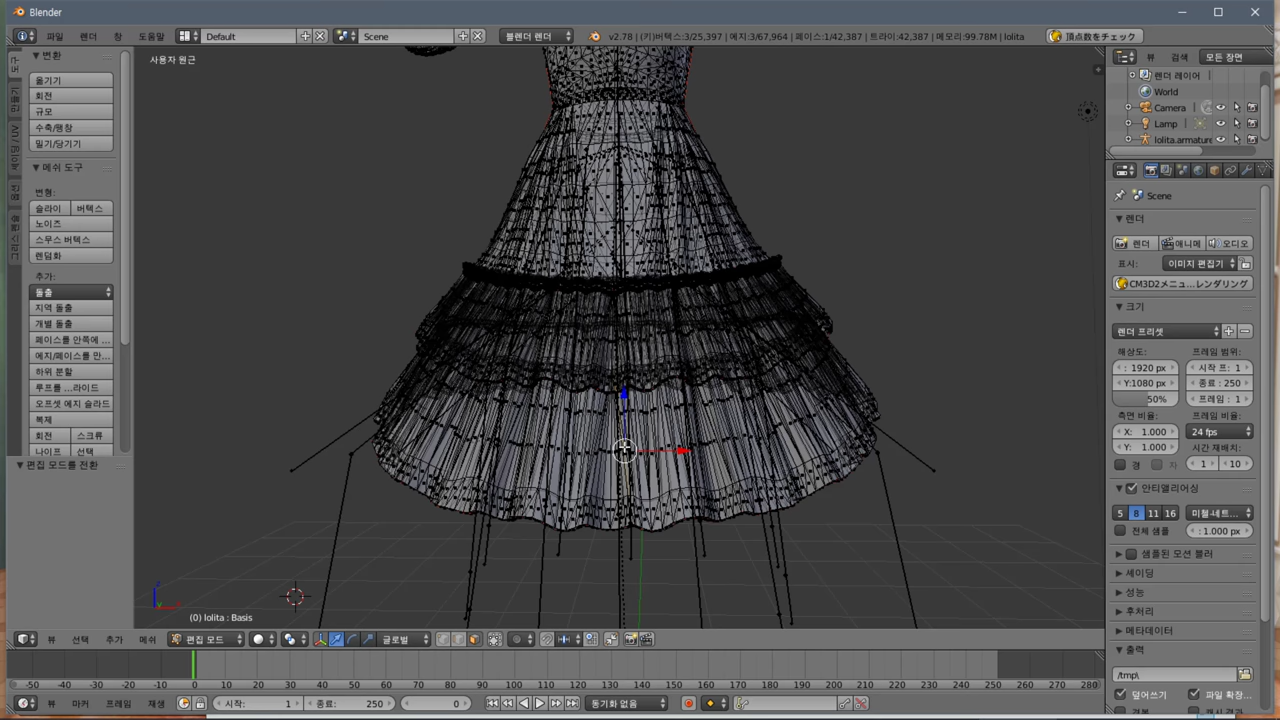 Blender
파일 렌더 창 도움말 Default Scene 블렌더 렌더 v2.78 | (키)버텍스:3/25,397 | 에지:3/67,964 | 페이스:1/42,387 | 트라이:42,387 | 메모리:99.78M | lolita 頂点数をチェック
변환
옮기기
회전
규모
수축/팽창
밀기/당기기
메쉬 도구
변형:
슬라이 버텍스
노이즈
스무스 버텍스
랜덤화
추가:
돌출
지역 돌출
개별 돌출
페이스를 안쪽에 ...
에지/페이스를 만...
하위 분할
루프를 ...라이드
오프셋 에지 슬라드
복제
회전 스크류
나이프 선택
편집 모드를 전환
사용자 원근
(0) lolita : Basis
뷰 검색 모든 장면
렌더 레이어
World
Camera
Lamp
lolita.armature
Scene
렌더
렌더 애니메 오디오
표시: 이미지 편집기
CM3D2メニュ...レンダリング
크기
렌더 프리셋
해상도: 프레임 범위:
: 1920 px 시작 프: 1
Y:1080 px 종료: 250
50% 프레임 : 1
측면 비율: 프레임 비율:
X: 1.000 24 fps
Y: 1.000 시간 재배치:
경 자 1 10
안티앨리어싱
5 8 11 16 미첼-네트...
전체 샘플 : 1.000 px
샘플된 모션 블러
셰이딩
성능
후처리
메타데이터
출력
/tmp\
덮어쓰기 파일 확장...
뷰 선택 추가 메쉬 편집 모드 글로벌
-50 -40 -30 -20 -10 0 10 20 30 40 50 60 70 80 90 100 110 120 130 140 150 160 170 180 190 200 210 220 230 240 250 260 270 280
뷰 마커 프레임 재생 시작: 1 종료: 250 0 동기화 없음